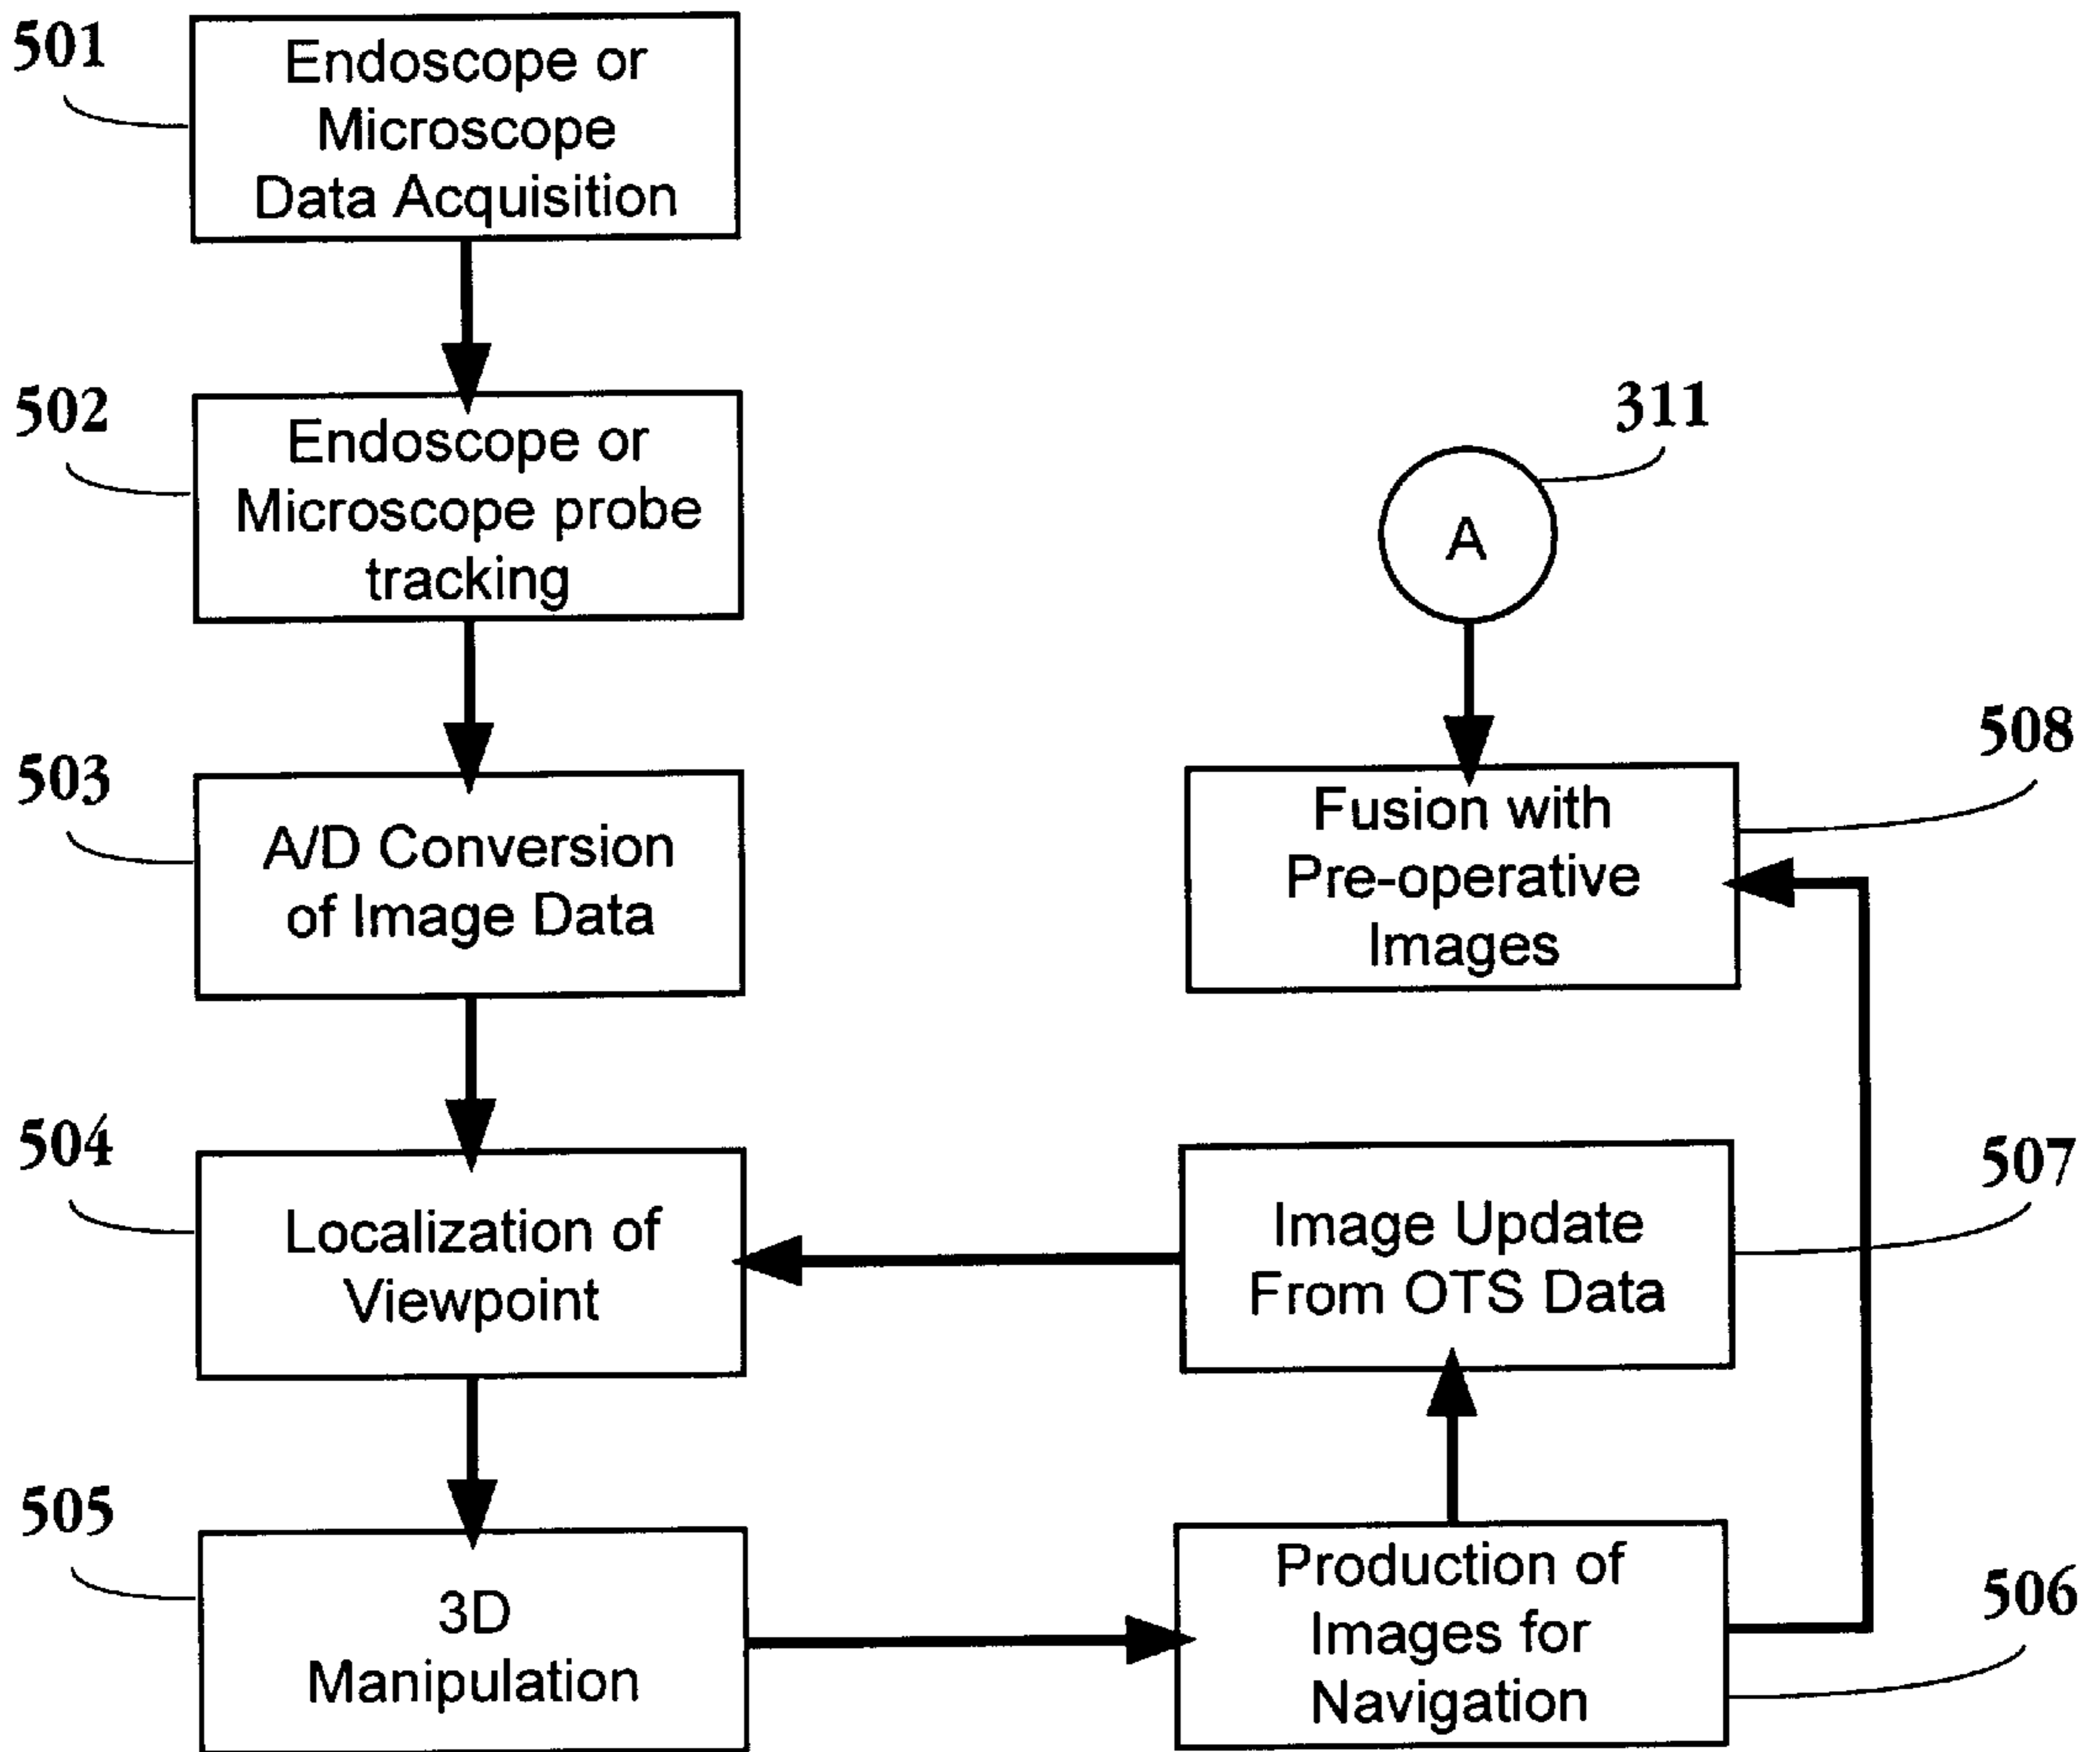 501
Endoscope or
Microscope
Data Acquisition
502
Endoscope or
Microscope probe
tracking
503
A/D Conversion
of Image Data
504
Localization of
Viewpoint
505
3D
Manipulation
311
A
508
Fusion with
Pre-operative
Images
507
Image Update
From OTS Data
506
Production of
Images for
Navigation